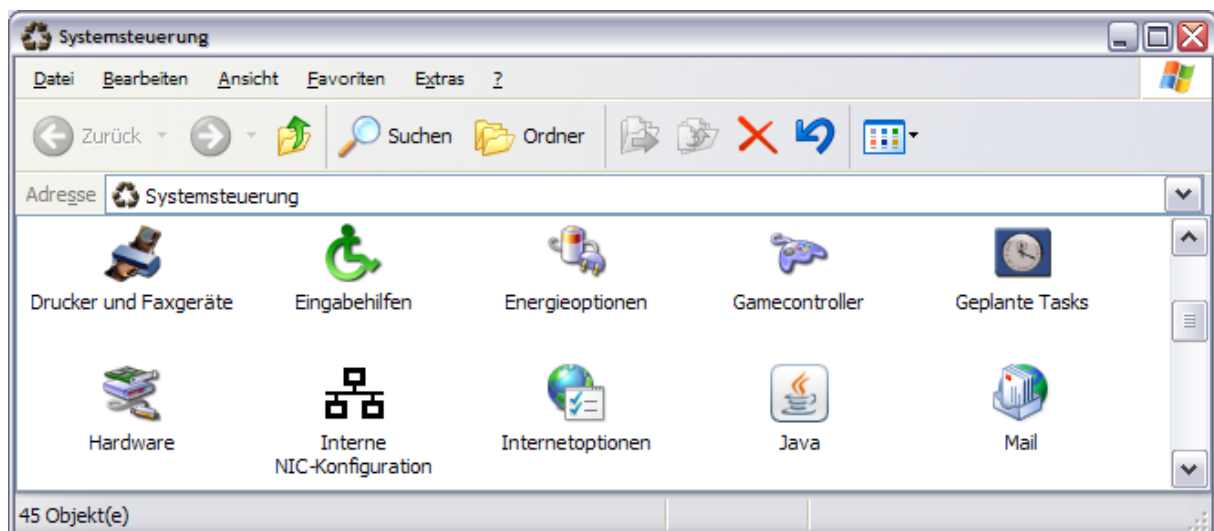 Systemsteuerung
Datei Bearbeiten Ansicht Favoriten Extras ?
Zurück Suchen Ordner
Adresse Systemsteuerung
Drucker und Faxgeräte Eingabehilfen Energieoptionen Gamecontroller Geplante Tasks
Hardware Interne Internetoptionen Java Mail
NIC-Konfiguration
45 Objekt(e)